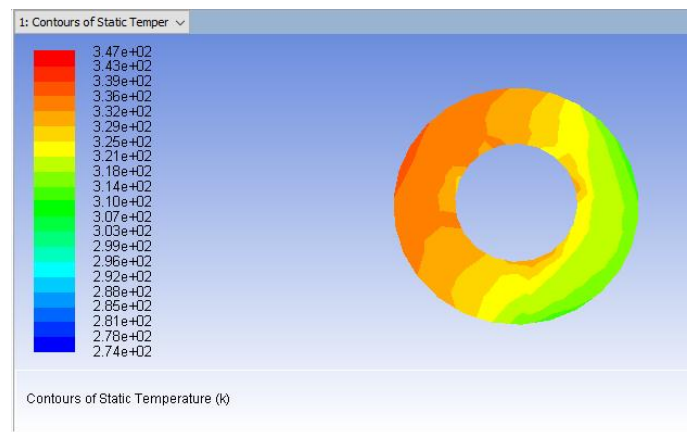 1: Contours of Static Temper
3.47e+02
3.43e+02
3.39e+02
3.36e+02
3.32e+02
3.29e+02
3.25e+02
3.21e+02
3.18e+02
3.14e+02
3.10e+02
3.07e+02
3.03e+02
2.99e+02
2.96e+02
2.92e+02
2.88e+02
2.85e+02
2.81e+02
2.78e+02
2.74e+02
Contours of Static Temperature (k)